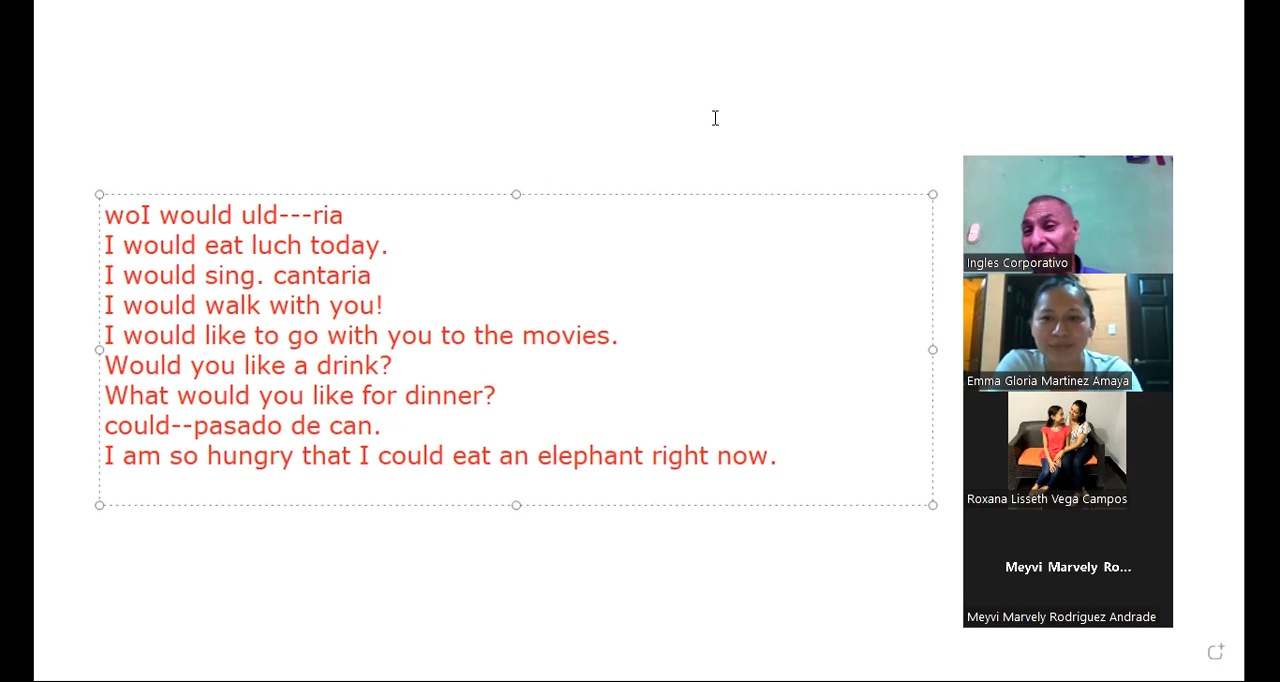 woI would uld---ria
I would eat luch today.
I would sing. cantaria
I would walk with you!
I would like to go with you to the movies.
Would you like a drink?
What would you like for dinner?
could--pasado de can.
I am so hungry that I could eat an elephant right now.
Ingles Corporativo
Emma Gloria Martinez Amaya
Roxana Lisseth Vega Campos
Meyvi Marvely Ro...
Meyvi Marvely Rodriguez Andrade